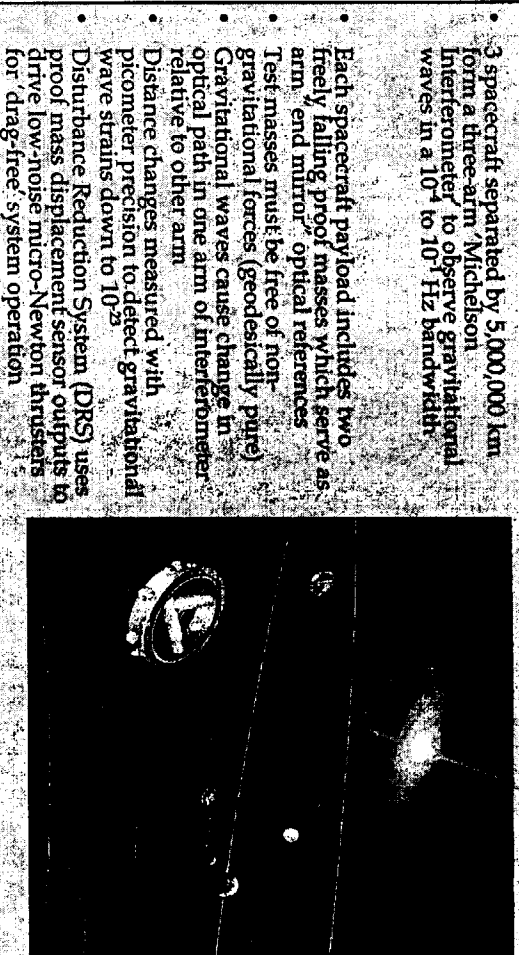 • 3 spacecraft separated by 5,000,000 km
form a three-arm 'Michelson
Interferometer' to observe gravitational
waves in a 10⁻⁴ to 10⁻¹ Hz bandwidth
• Each spacecraft payload includes two
freely falling proof masses which serve as
arm "end mirror" optical references
• Test masses must be free of non-
gravitational forces (geodesically pure)
• Gravitational waves cause change in
optical path in one arm of interferometer
relative to other arm
• Distance changes measured with
picometer precision to detect gravitational
wave strains down to 10⁻²³
• Disturbance Reduction System (DRS) uses
proof mass displacement sensor outputs to
drive low-noise micro-Newton thrusters
for 'drag-free' system operation